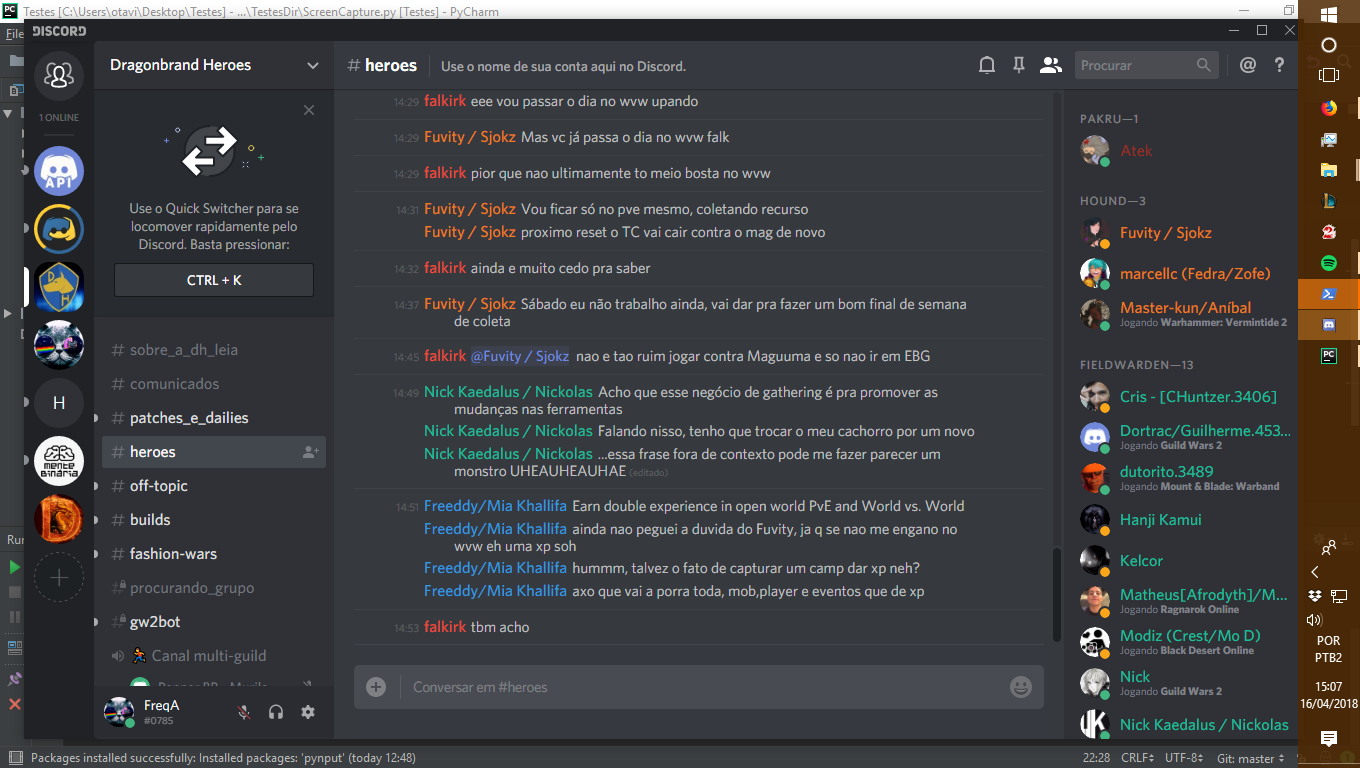 Testes [C:\Users\otavi\Desktop\Testes] - ...\TestesDir\ScreenCapture.py [Testes] - PyCharm
File
DISCORD
1 ONLINE
API
D
H
H
MENTE
BINÁRIA
Dragonbrand Heroes
Use o Quick Switcher para se
locomover rapidamente pelo
Discord. Basta pressionar:
CTRL + K
# sobre_a_dh_leia
# comunicados
# patches_e_dailies
# heroes
# off-topic
# builds
# fashion-wars
# procurando_grupo
# gw2bot
Canal multi-guild
FreqA
#0785
# heroes
Use o nome de sua conta aqui no Discord.
Procurar
@ ?
14:29 falkirk eee vou passar o dia no wvw upando
14:29 Fuvity / Sjokz Mas vc já passa o dia no wvw falk
14:29 falkirk pior que nao ultimamente to meio bosta no wvw
14:31 Fuvity / Sjokz Vou ficar só no pve mesmo, coletando recurso
Fuvity / Sjokz proximo reset o TC vai cair contra o mag de novo
14:32 falkirk ainda e muito cedo pra saber
14:37 Fuvity / Sjokz Sábado eu não trabalho ainda, vai dar pra fazer um bom final de semana
de coleta
14:45 falkirk @Fuvity / Sjokz nao e tao ruim jogar contra Maguuma e so nao ir em EBG
14:49 Nick Kaedalus / Nickolas Acho que esse negócio de gathering é pra promover as
mudanças nas ferramentas
Nick Kaedalus / Nickolas Falando nisso, tenho que trocar o meu cachorro por um novo
Nick Kaedalus / Nickolas ...essa frase fora de contexto pode me fazer parecer um
monstro UHEAUHEAUHAE (editado)
14:51 Freeddy/Mia Khallifa Earn double experience in open world PvE and World vs. World
Freeddy/Mia Khallifa ainda nao peguei a duvida do Fuvity, ja q se nao me engano no
wvw eh uma xp soh
Freeddy/Mia Khallifa hummm, talvez o fato de capturar um camp dar xp neh?
Freeddy/Mia Khallifa axo que vai a porra toda, mob,player e eventos que de xp
14:53 falkirk tbm acho
Conversar em #heroes
PAKRU—1
Atek
HOUND—3
Fuvity / Sjokz
marcellc (Fedra/Zofe)
Master-kun/Aníbal
Jogando Warhammer: Vermintide 2
FIELDWARDEN—13
Cris - [CHuntzer.3406]
Dortrac/Guilherme.453...
Jogando Guild Wars 2
dutorito.3489
Jogando Mount & Blade: Warband
Hanji Kamui
Kelcor
Matheus[Afrodyth]/M...
Jogando Ragnarok Online
Modiz (Crest/Mo D)
Jogando Black Desert Online
Nick
Jogando Guild Wars 2
Nick Kaedalus / Nickolas
Run
PC
POR
PTB2
15:07
16/04/2018
Packages installed successfully: Installed packages: 'pynput' (today 12:48)
22:28 CRLF UTF-8 Git: master